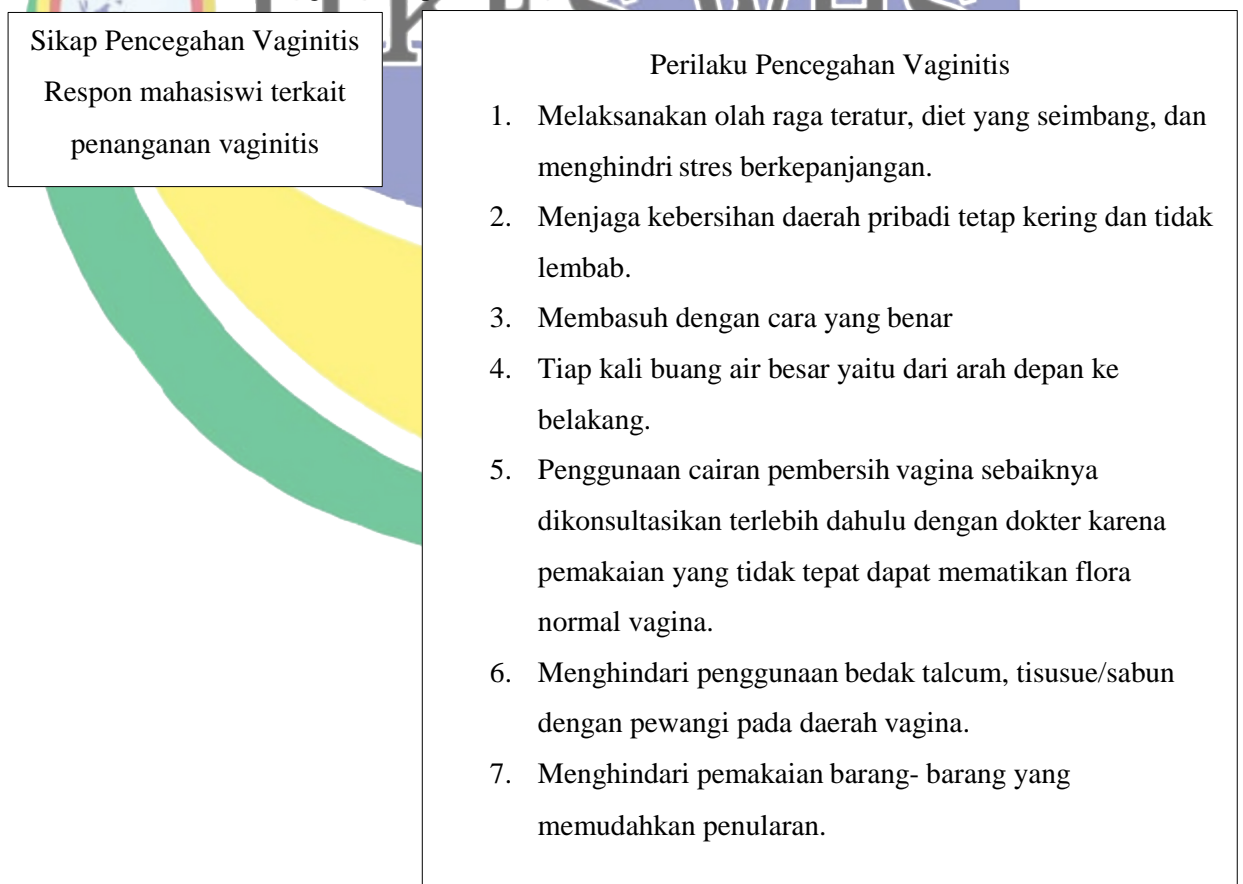 Sikap Pencegahan Vaginitis
Respon mahasiswi terkait
penanganan vaginitis
Perilaku Pencegahan Vaginitis
1. Melaksanakan olah raga teratur, diet yang seimbang, dan
menghindri stres berkepanjangan.
2. Menjaga kebersihan daerah pribadi tetap kering dan tidak
lembab.
3. Membasuh dengan cara yang benar
4. Tiap kali buang air besar yaitu dari arah depan ke
belakang.
5. Penggunaan cairan pembersih vagina sebaiknya
dikonsultasikan terlebih dahulu dengan dokter karena
pemakaian yang tidak tepat dapat mematikan flora
normal vagina.
6. Menghindari penggunaan bedak talcum, tisusue/sabun
dengan pewangi pada daerah vagina.
7. Menghindari pemakaian barang- barang yang
memudahkan penularan.